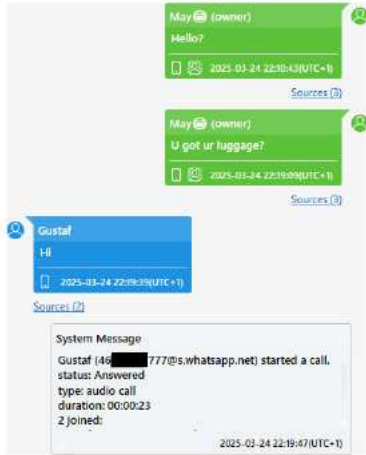 May (owner)
Hello?
2025-03-24 22:10:43(UTC+1)
Sources (3)
May (owner)
U got ur luggage?
2025-03-24 22:19:09(UTC+1)
Sources (3)
Gustaf
Hi
2025-03-24 22:19:39(UTC+1)
Sources (2)
System Message
Gustaf (46 777@s.whatsapp.net) started a call.
status: Answered
type: audio call
duration: 00:00:23
2 joined:
2025-03-24 22:19:47(UTC+1)